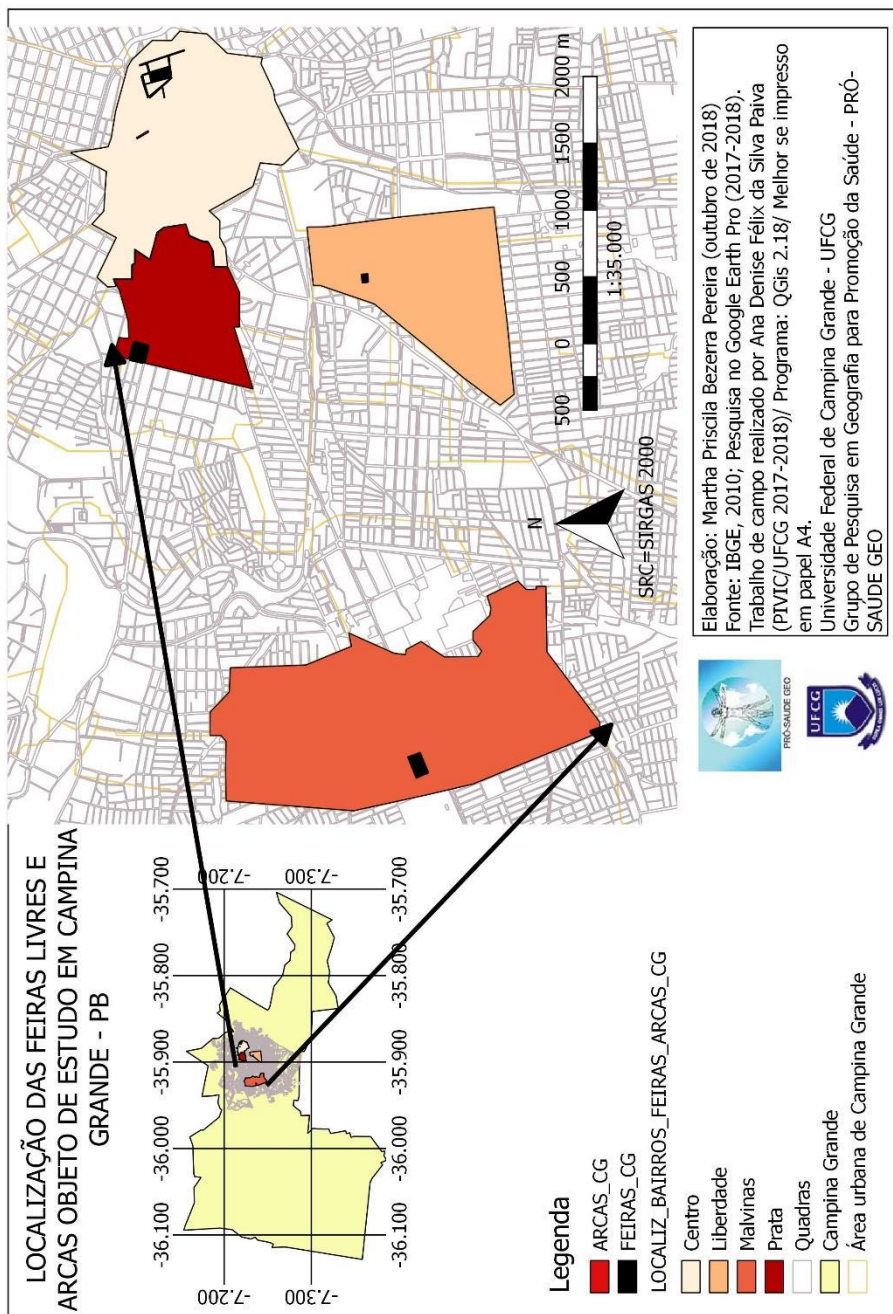 LOCALIZAÇÃO DAS FEIRAS LIVRES E
ARCAS OBJETO DE ESTUDO EM CAMPINA
GRANDE - PB
-36.100
-36.000
-35.900
-35.800
-35.700
-7.200
-7.300
-7.200
-7.300
-36.100
-36.000
-35.900
-35.800
-35.700
Legenda
ARCAS_CG
FEIRAS_CG
LOCALIZ_BAIRROS_FEIRAS_ARCAS_CG
Centro
Liberdade
Malvinas
Prata
Quadras
Campina Grande
Área urbana de Campina Grande
N
SRC=SIRGAS 2000
500 0 500 1000 1500 2000 m
1:35.000
PRÓ-SAUDE GEO
UFCG
Elaboração: Martha Priscila Bezerra Pereira (outubro de 2018)
Fonte: IBGE, 2010; Pesquisa no Google Earth Pro (2017-2018).
Trabalho de campo realizado por Ana Denise Félix da Silva Paiva
(PIVIC/UFCG 2017-2018)/ Programa: QGis 2.18/ Melhor se impresso
em papel A4.
Universidade Federal de Campina Grande - UFCG
Grupo de Pesquisa em Geografia para Promoção da Saúde - PRÓ-
SAUDE GEO